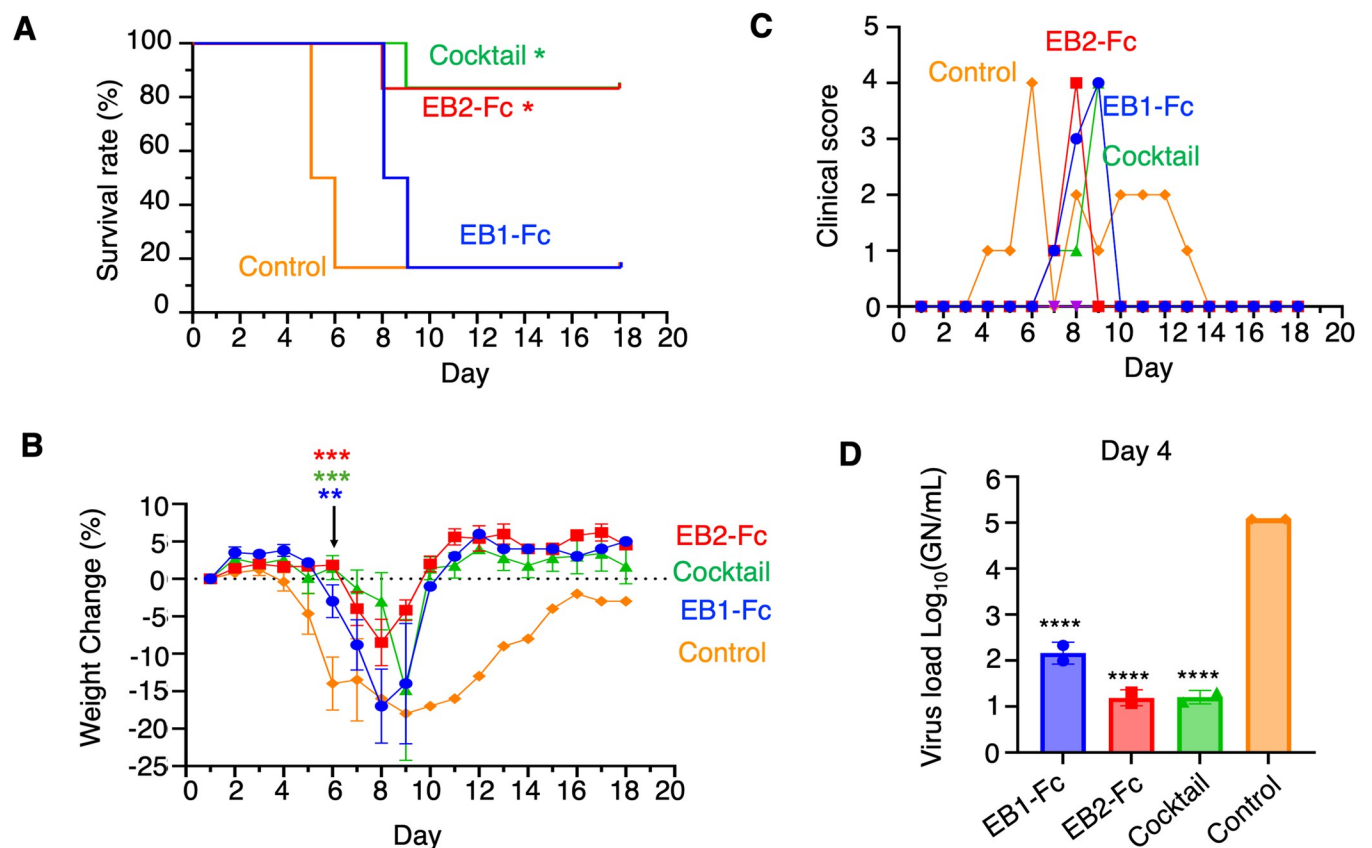 A
Survival rate (%)
100
80
60
40
20
0
Cocktail *
EB2-Fc *
EB1-Fc
Control
0 2 4 6 8 10 12 14 16 18 20
Day
C
Clinical score
5
4
3
2
1
0
EB2-Fc
Control
EB1-Fc
Cocktail
0 2 4 6 8 10 12 14 16 18 20
Day
B
Weight Change (%)
***
***
**
10
5
0
-5
-10
-15
-20
-25
EB2-Fc
Cocktail
EB1-Fc
Control
0 2 4 6 8 10 12 14 16 18 20
Day
D
Day 4
Virus load Log₁₀(GN/mL)
6
5
4
3
2
1
0
****
****
****
EB1-Fc
EB2-Fc
Cocktail
Control